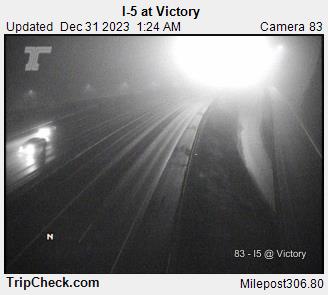 I-5 at Victory
Updated Dec 31 2023 1:24 AM Camera 83
N
83 - I5 @ Victory
TripCheck.com Milepost306.80